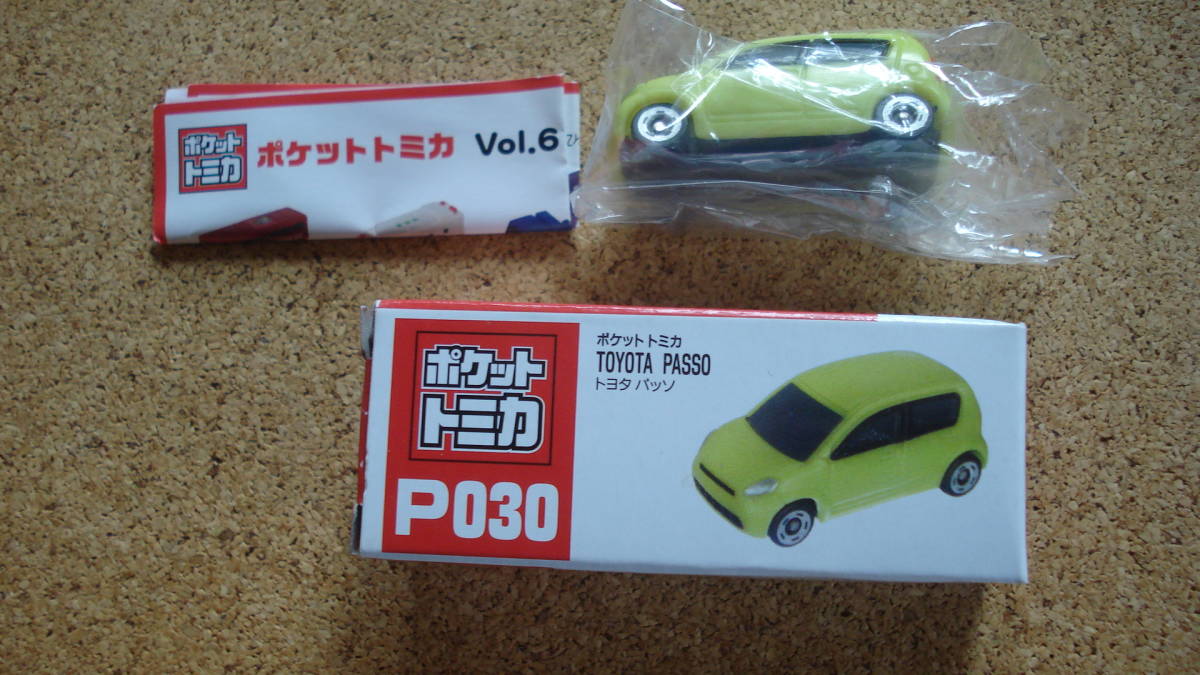 ポケット
トミカ
ポケットトミカ Vol.6
ポケット
トミカ
P030
ポケットトミカ
TOYOTA PASSO
トヨタ パッソ